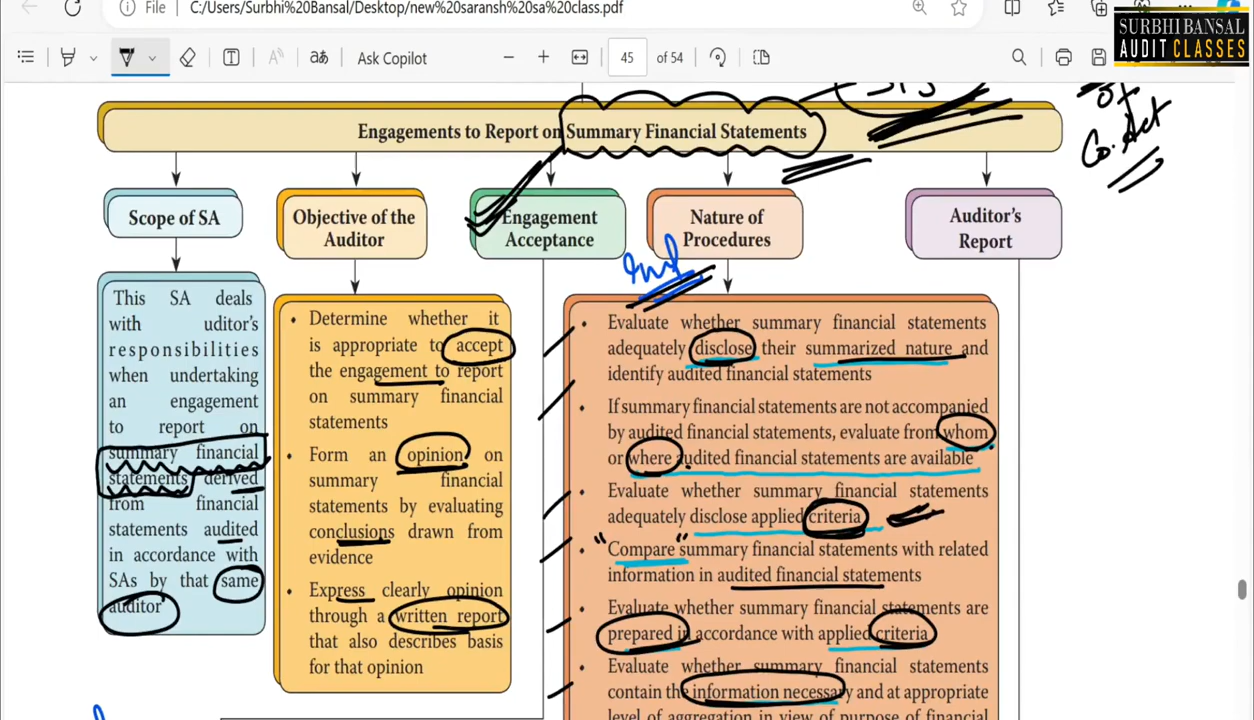 File
C:/Users/Surbhi%20Bansal/Desktop/new%20saransh%20sa%20class.pdf
SURBHI BANSAL
AUDIT CLASSES
Ask Copilot
45 of 54
of
Co. Act
Engagements to Report on Summary Financial Statements
Scope of SA
Objective of the
Auditor
Engagement
Acceptance
Nature of
Procedures
Auditor's
Report
This SA deals
with uditor's
responsibilities
when undertaking
an engagement
to report on
summary financial
statements derived
from financial
statements audited
in accordance with
SAs by that same
auditor
• Determine whether it
is appropriate to accept
the engagement to report
on summary financial
statements
• Form an opinion on
summary financial
statements by evaluating
conclusions drawn from
evidence
• Express clearly opinion
through a written report
that also describes basis
for that opinion
• Evaluate whether summary financial statements
adequately disclose their summarized nature and
identify audited financial statements
• If summary financial statements are not accompanied
by audited financial statements, evaluate from whom
or where audited financial statements are available
• Evaluate whether summary financial statements
adequately disclose applied criteria
• "Compare" summary financial statements with related
information in audited financial statements
• Evaluate whether summary financial statements are
prepared in accordance with applied criteria
• Evaluate whether summary financial statements
contain the information necessary and at appropriate
level of aggregation in view of purpose of financial